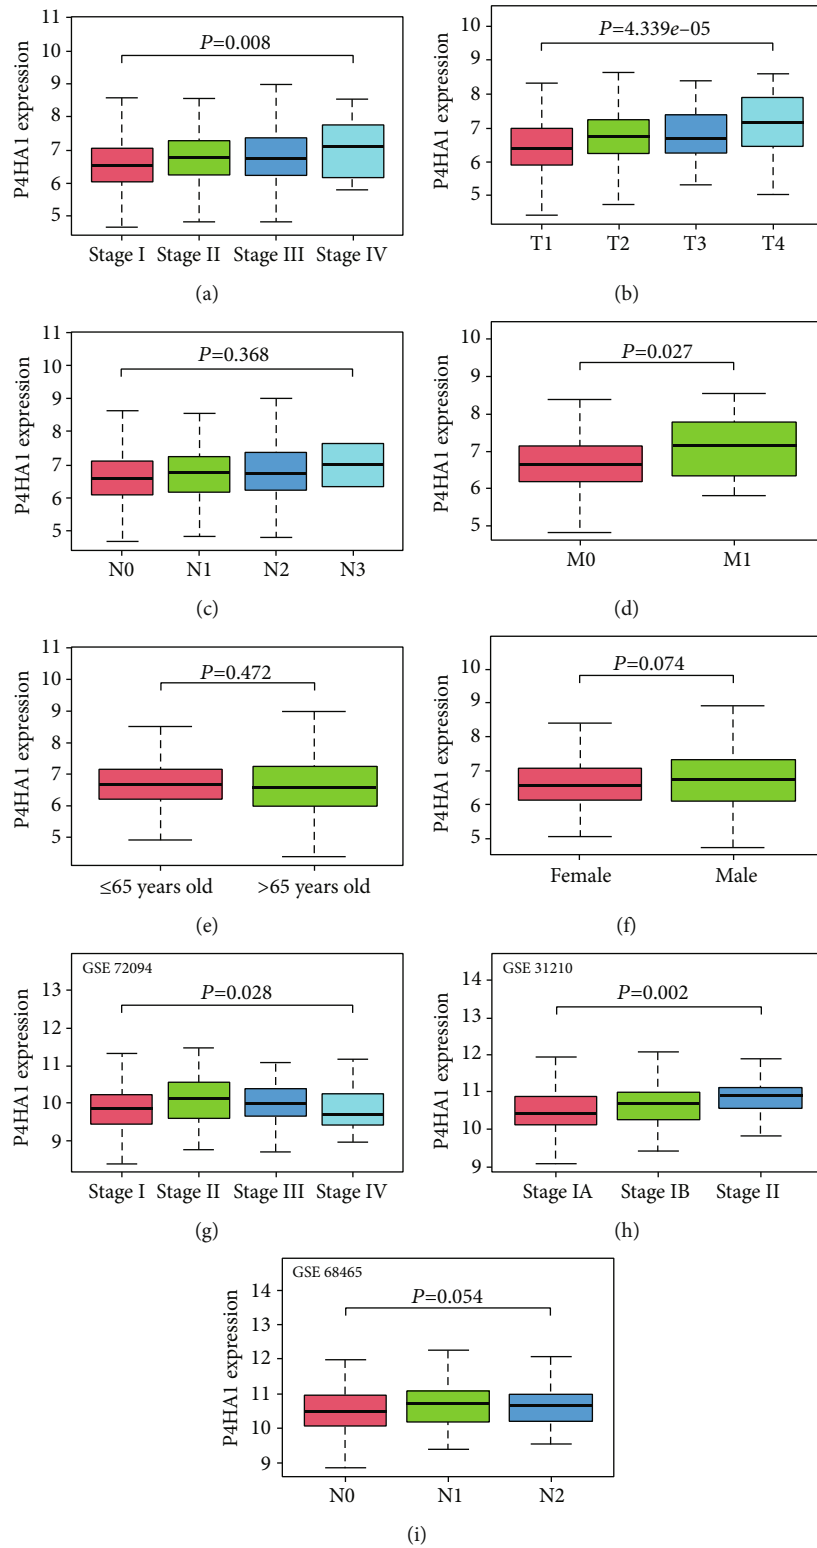 P4HA1 expression
11
10
9
8
7
6
5
P=0.008
Stage I Stage II Stage III Stage IV
(a)
P4HA1 expression
10
9
8
7
6
5
P=4.339e–05
T1 T2 T3 T4
(b)
P4HA1 expression
11
10
9
8
7
6
5
P=0.368
N0 N1 N2 N3
(c)
P4HA1 expression
10
9
8
7
6
5
P=0.027
M0 M1
(d)
P4HA1 expression
11
10
9
8
7
6
5
P=0.472
≤65 years old >65 years old
(e)
P4HA1 expression
10
9
8
7
6
5
P=0.074
Female Male
(f)
P4HA1 expression
GSE 72094
13
12
11
10
9
P=0.028
Stage I Stage II Stage III Stage IV
(g)
P4HA1 expression
GSE 31210
14
13
12
11
10
9
P=0.002
Stage IA Stage IB Stage II
(h)
P4HA1 expression
GSE 68465
14
13
12
11
10
9
P=0.054
N0 N1 N2
(i)